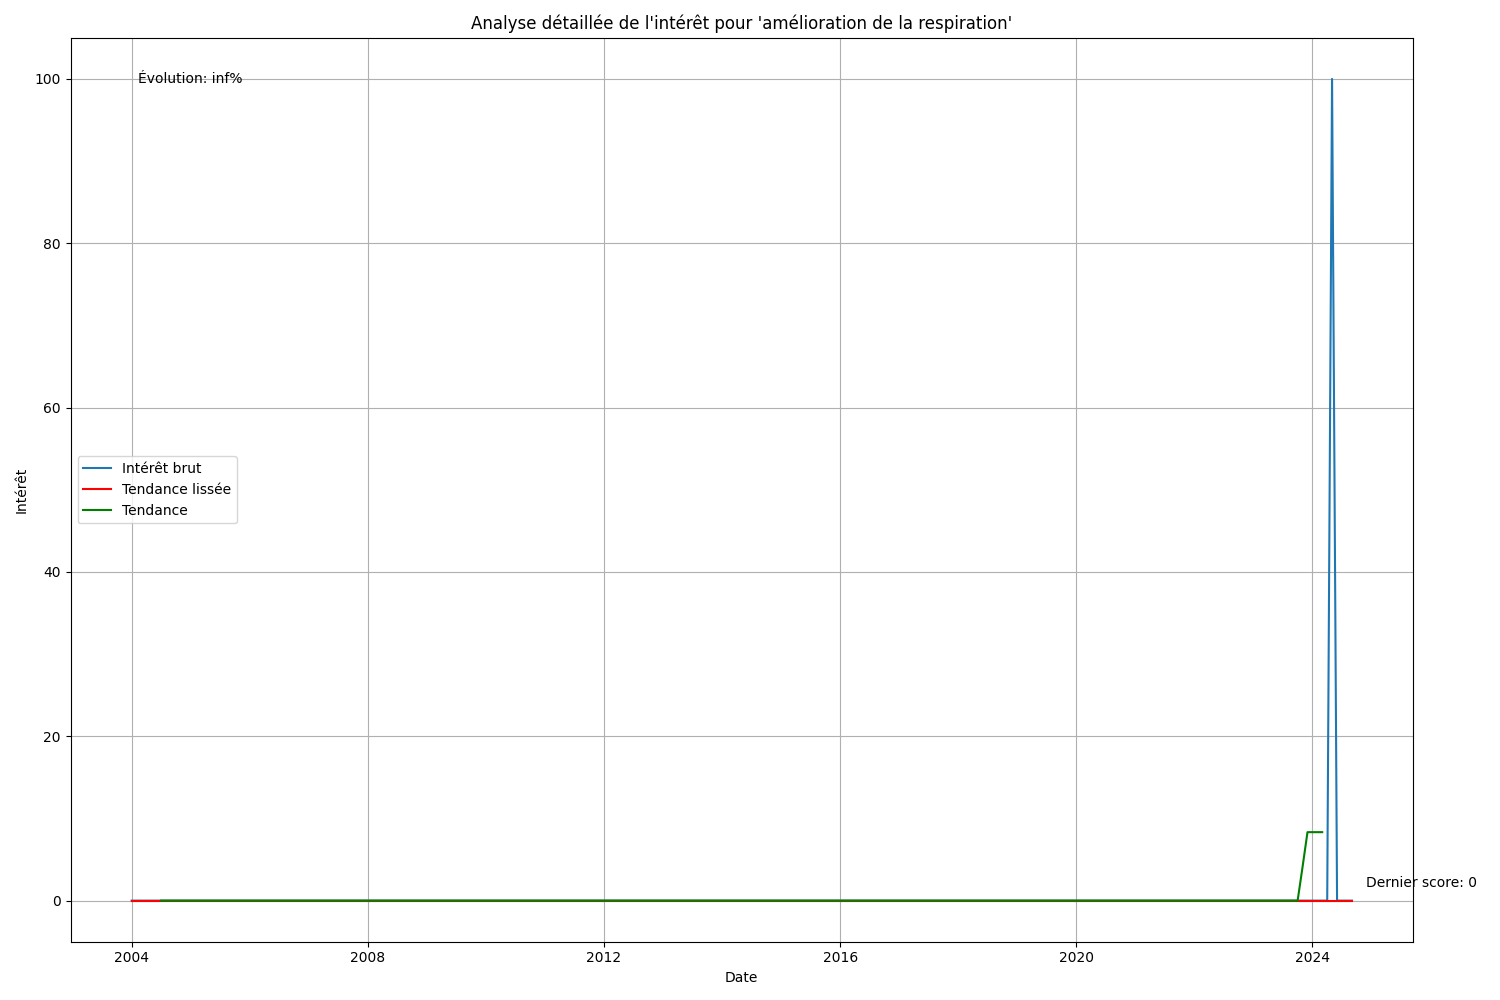 Analyse détaillée de l'intérêt pour 'amélioration de la respiration'
100
Évolution: inf%
80
60
Intérêt
Intérêt brut
Tendance lissée
Tendance
40
20
Dernier score: 0
0
2004
2008
2012
2016
2020
2024
Date